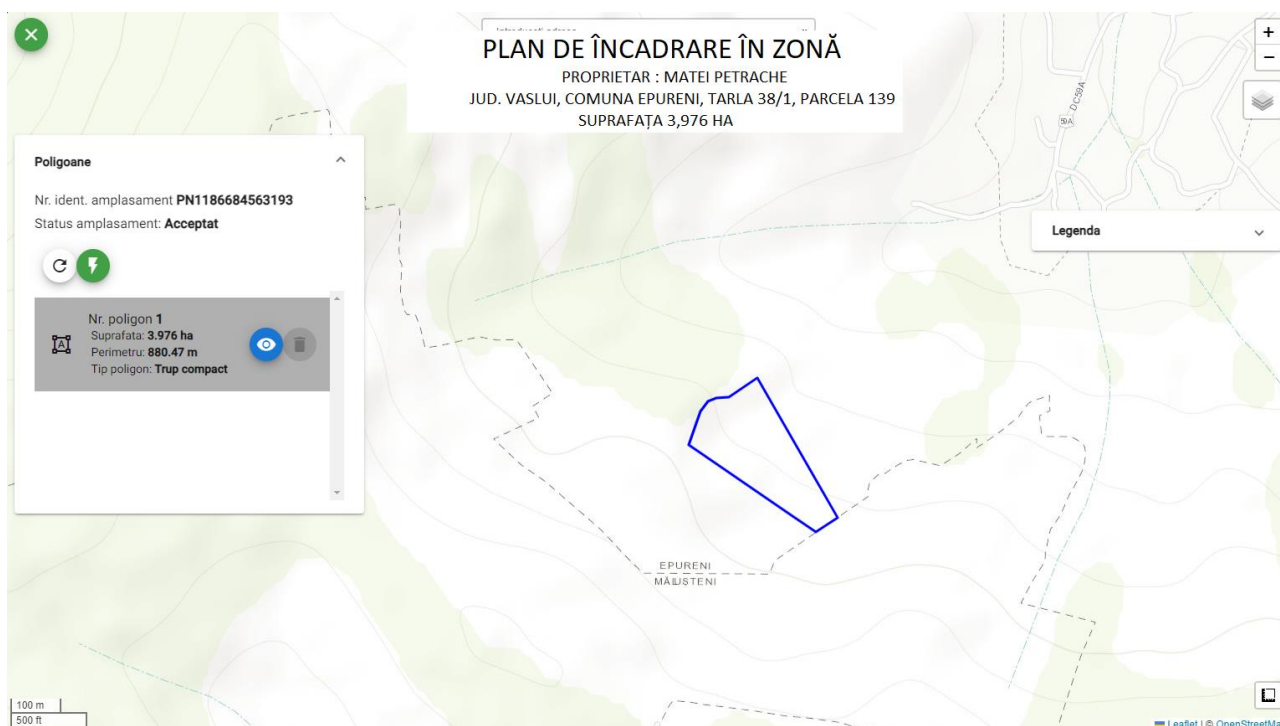 PLAN DE ÎNCADRARE ÎN ZONĂ
PROPRIETAR : MATEI PETRACHE
JUD. VASLUI, COMUNA EPURENI, TARLA 38/1, PARCELA 139
SUPRAFAȚA 3,976 HA
+
−
DC59A
59A
Poligoane
Nr. ident. amplasament PN1186684563193
Status amplasament: Acceptat
Legenda
Nr. poligon 1
Suprafata: 3.976 ha
Perimetru: 880.47 m
Tip poligon: Trup compact
EPURENI
MĂLUSTENI
100 m
500 ft
Leaflet | © OpenStreetMa